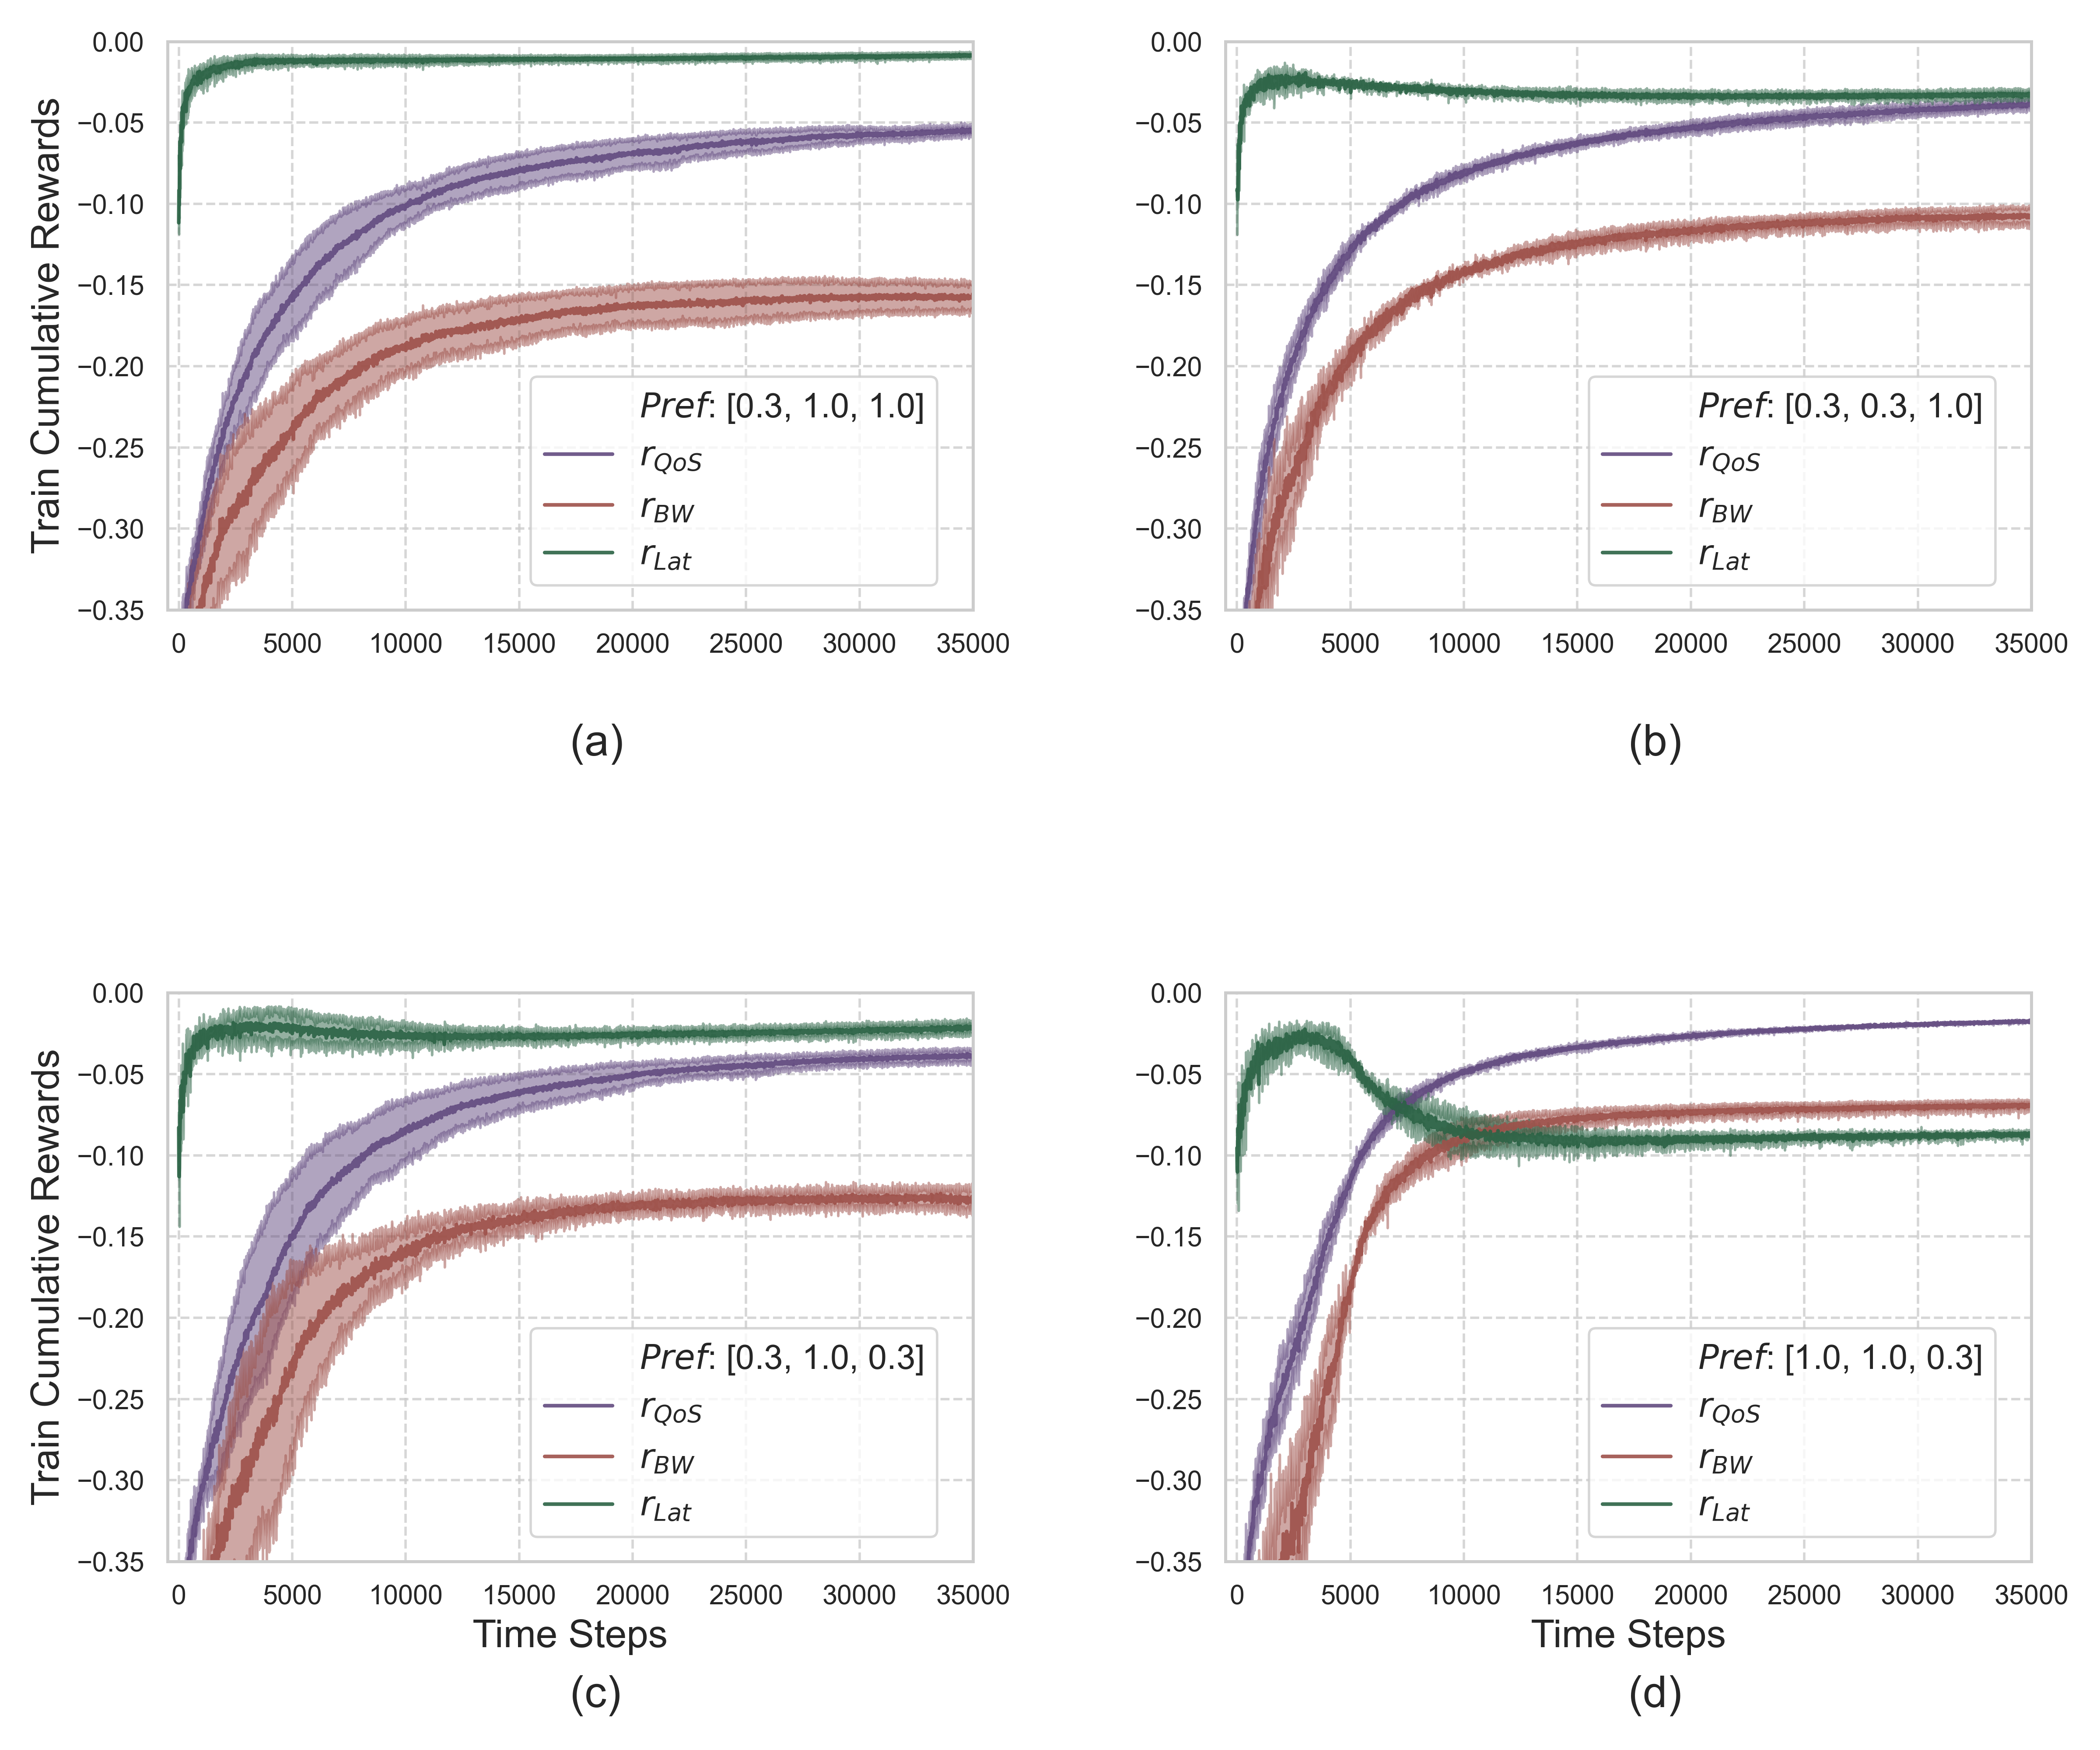 Train Cumulative Rewards
0.00
−0.05
−0.10
−0.15
−0.20
−0.25
−0.30
−0.35
0 5000 10000 15000 20000 25000 30000 35000
Pref: [0.3, 1.0, 1.0]
r_QoS
r_BW
r_Lat
(a)
0.00
−0.05
−0.10
−0.15
−0.20
−0.25
−0.30
−0.35
0 5000 10000 15000 20000 25000 30000 35000
Pref: [0.3, 0.3, 1.0]
r_QoS
r_BW
r_Lat
(b)
Train Cumulative Rewards
0.00
−0.05
−0.10
−0.15
−0.20
−0.25
−0.30
−0.35
0 5000 10000 15000 20000 25000 30000 35000
Pref: [0.3, 1.0, 0.3]
r_QoS
r_BW
r_Lat
Time Steps
(c)
0.00
−0.05
−0.10
−0.15
−0.20
−0.25
−0.30
−0.35
0 5000 10000 15000 20000 25000 30000 35000
Pref: [1.0, 1.0, 0.3]
r_QoS
r_BW
r_Lat
Time Steps
(d)